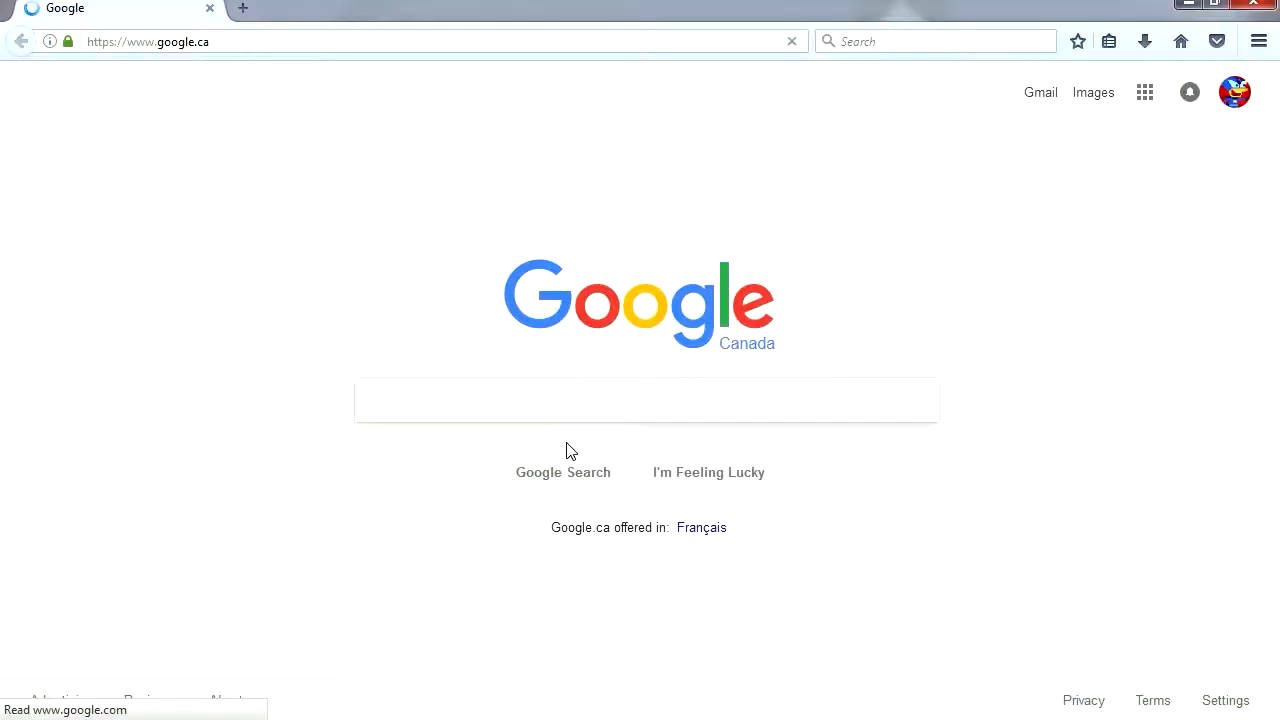 Google
https://www.google.ca
Search
Gmail Images
Google
Canada
Google Search I'm Feeling Lucky
Google.ca offered in: Français
Privacy Terms Settings
Read www.google.com